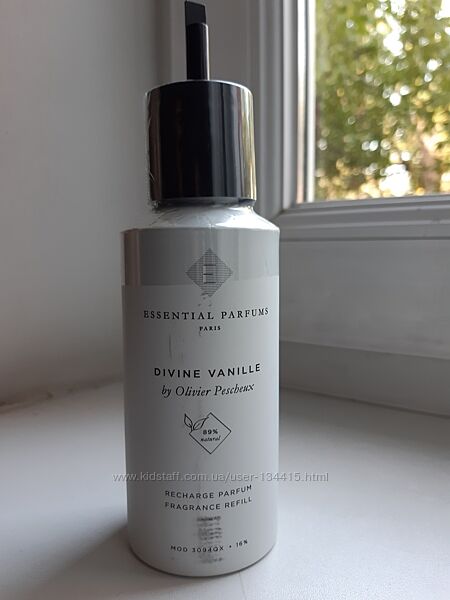 E
ESSENTIAL PARFUMS
PARIS
DIVINE VANILLE
by Olivier Pescheux
89%
natural
www.kidstaff.com.ua/user-134415.html
RECHARGE PARFUM
FRAGRANCE REFILL
MOD 3094QX • 16%